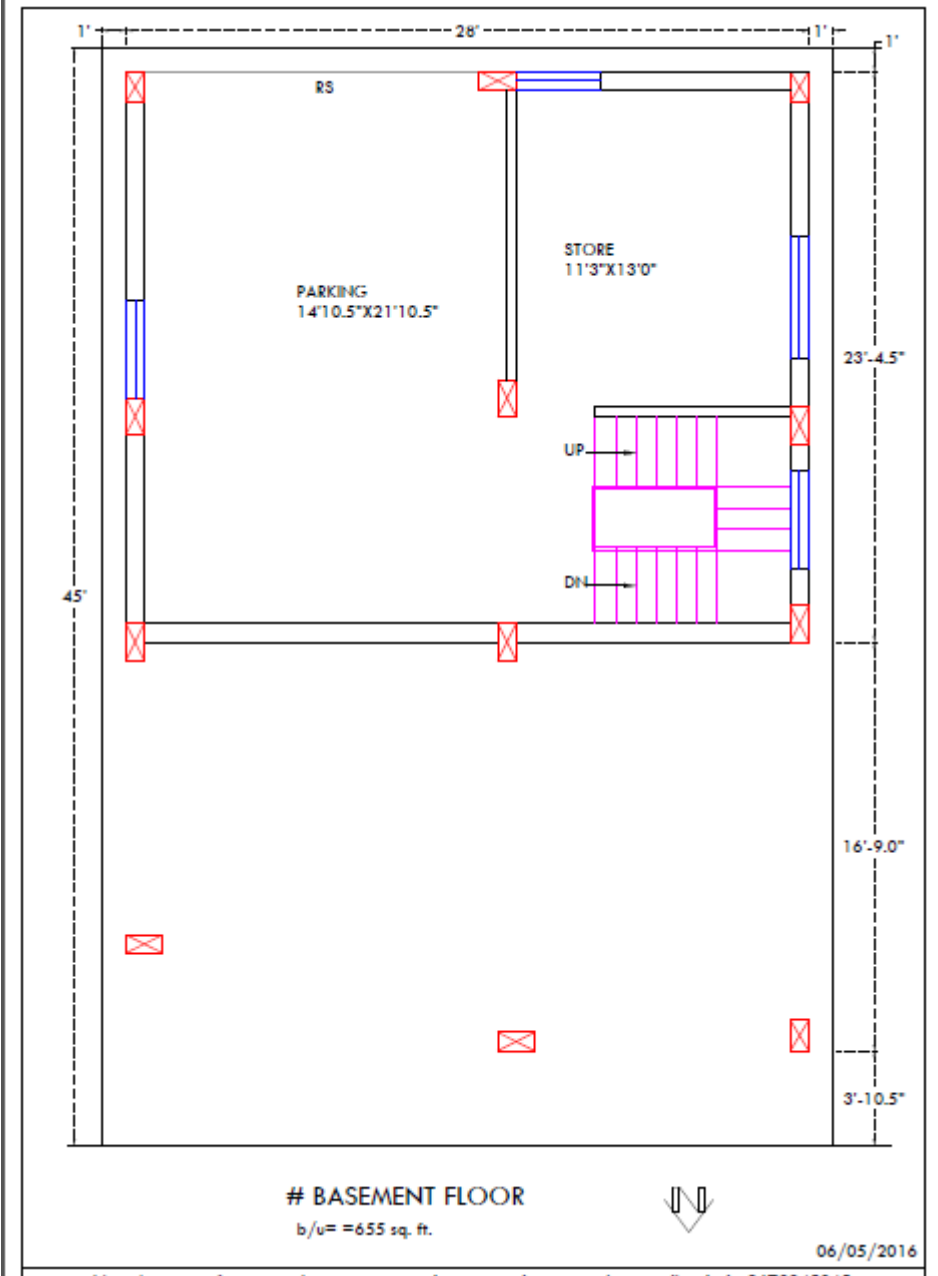 1' 28' 1'
1'
RS
STORE
11'3"X13'0"
PARKING
14'10.5"X21'10.5"
23'-4.5"
UP
DN
45'
16'-9.0"
3'-10.5"
# BASEMENT FLOOR
b/u= =655 sq. ft.
N
06/05/2016